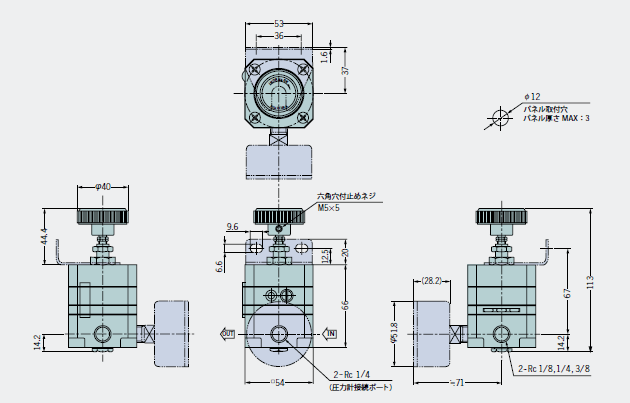 53
36
1.6
37
φ12
パネル取付穴
パネル厚さ MAX：3
φ40
44.4
14.2
六角穴付止めネジ
M5×5
9.6
6.6
12.5
20
66
OUT
IN
□54
2-Rc 1/4
(圧力計接続ポート)
(28.2)
φ51.8
≒71
67
113
14.2
2-Rc 1/8,1/4, 3/8